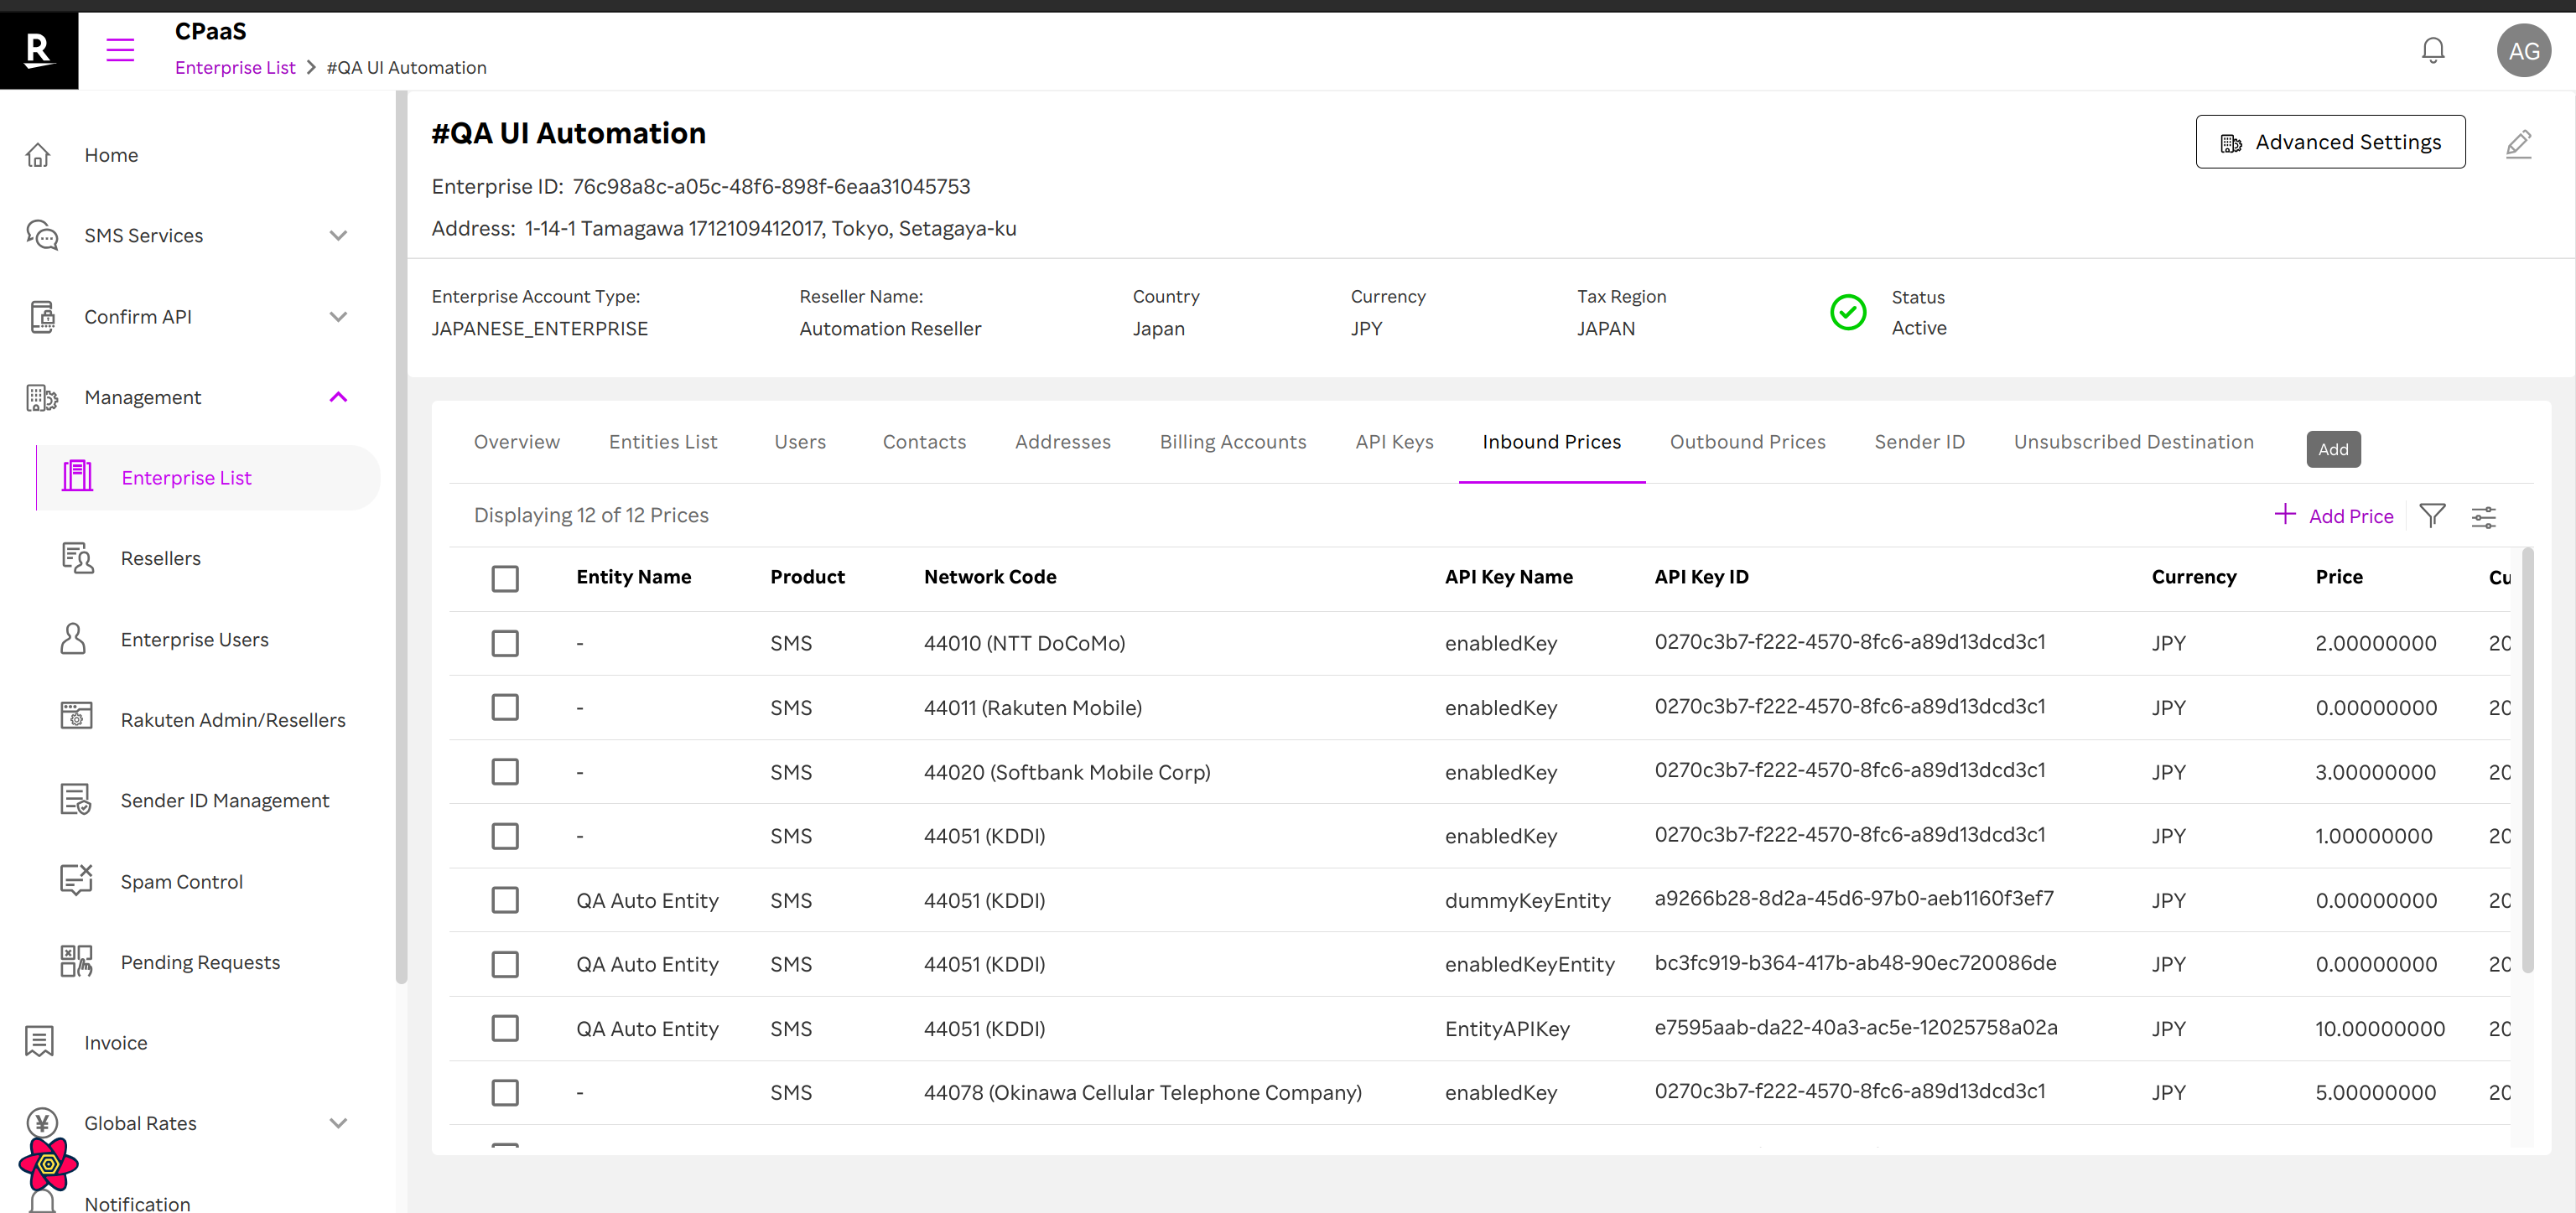 R
CPaaS
Enterprise List > #QA UI Automation
AG
Home
SMS Services
Confirm API
Management
Enterprise List
Resellers
Enterprise Users
Rakuten Admin/Resellers
Sender ID Management
Spam Control
Pending Requests
Invoice
Global Rates
Notification
#QA UI Automation
Advanced Settings
Enterprise ID: 76c98a8c-a05c-48f6-898f-6eaa31045753
Address: 1-14-1 Tamagawa 1712109412017, Tokyo, Setagaya-ku
Enterprise Account Type: Reseller Name: Country Currency Tax Region Status
JAPANESE_ENTERPRISE Automation Reseller Japan JPY JAPAN Active
Overview Entities List Users Contacts Addresses Billing Accounts API Keys Inbound Prices Outbound Prices Sender ID Unsubscribed Destination Add
Displaying 12 of 12 Prices + Add Price
Entity Name Product Network Code API Key Name API Key ID Currency Price Cu
- SMS 44010 (NTT DoCoMo) enabledKey 0270c3b7-f222-4570-8fc6-a89d13dcd3c1 JPY 2.00000000 20
- SMS 44011 (Rakuten Mobile) enabledKey 0270c3b7-f222-4570-8fc6-a89d13dcd3c1 JPY 0.00000000 20
- SMS 44020 (Softbank Mobile Corp) enabledKey 0270c3b7-f222-4570-8fc6-a89d13dcd3c1 JPY 3.00000000 20
- SMS 44051 (KDDI) enabledKey 0270c3b7-f222-4570-8fc6-a89d13dcd3c1 JPY 1.00000000 20
QA Auto Entity SMS 44051 (KDDI) dummyKeyEntity a9266b28-8d2a-45d6-97b0-aeb1160f3ef7 JPY 0.00000000 20
QA Auto Entity SMS 44051 (KDDI) enabledKeyEntity bc3fc919-b364-417b-ab48-90ec720086de JPY 0.00000000 20
QA Auto Entity SMS 44051 (KDDI) EntityAPIKey e7595aab-da22-40a3-ac5e-12025758a02a JPY 10.00000000 20
- SMS 44078 (Okinawa Cellular Telephone Company) enabledKey 0270c3b7-f222-4570-8fc6-a89d13dcd3c1 JPY 5.00000000 20